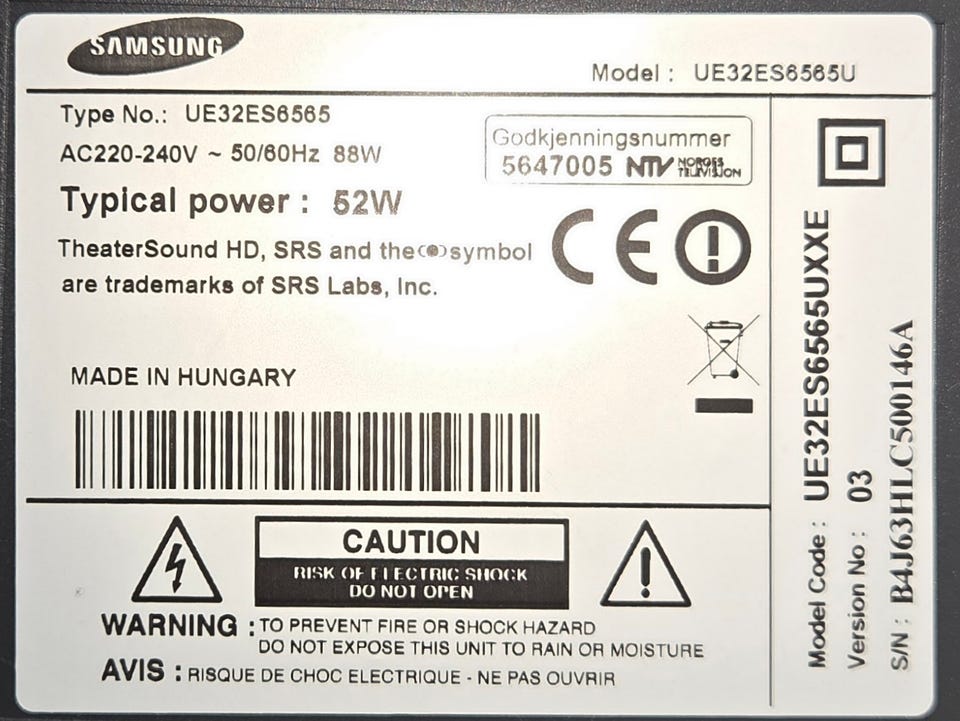 SAMSUNG
Model : UE32ES6565U
Type No.: UE32ES6565
AC220-240V ~ 50/60Hz 88W
Typical power : 52W
TheaterSound HD, SRS and the (●) symbol
are trademarks of SRS Labs, Inc.
Godkjenningsnummer
5647005 NTV NORGES TELEVISJON
CE
MADE IN HUNGARY
CAUTION
RISK OF ELECTRIC SHOCK
DO NOT OPEN
WARNING : TO PREVENT FIRE OR SHOCK HAZARD
DO NOT EXPOSE THIS UNIT TO RAIN OR MOISTURE
AVIS : RISQUE DE CHOC ELECTRIQUE - NE PAS OUVRIR
Model Code : UE32ES6565UXXE
Version No : 03
S/N : B4J63HLC500146A